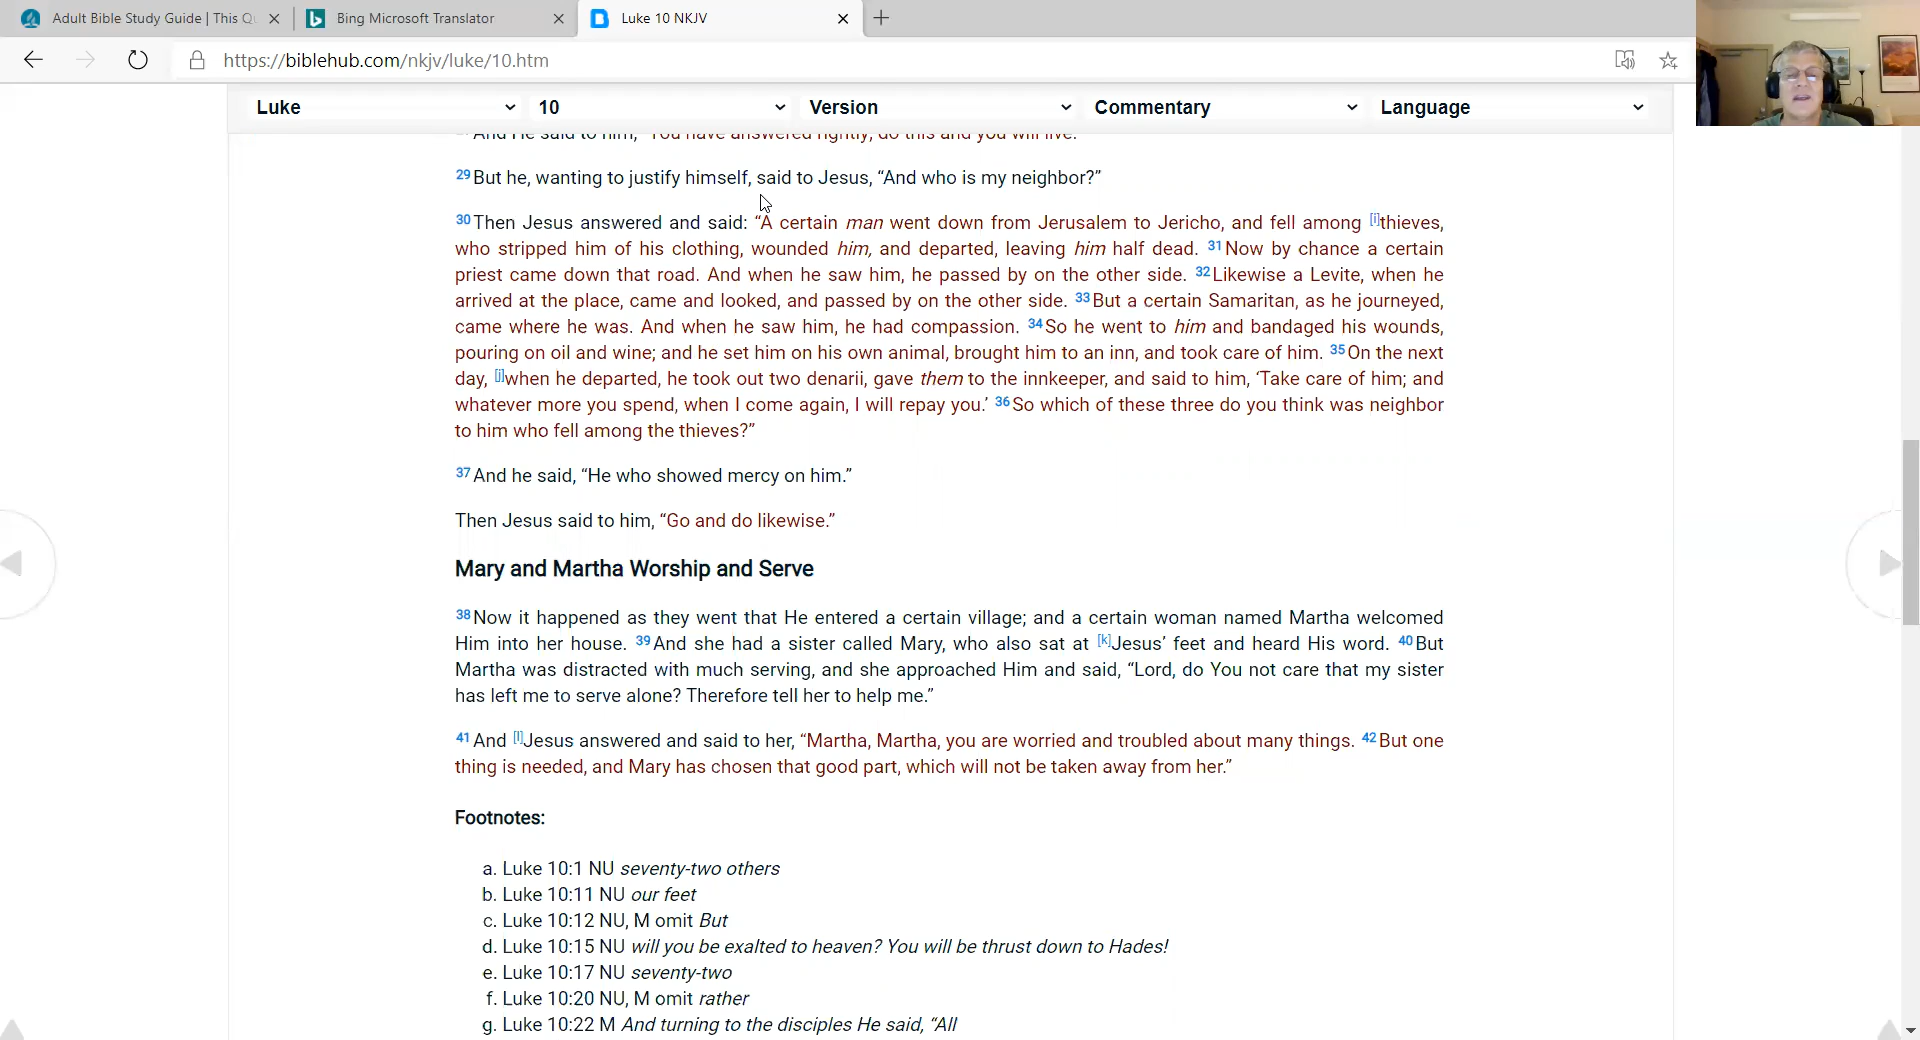 Adult Bible Study Guide | This Q
Bing Microsoft Translator
Luke 10 NKJV
https://biblehub.com/nkjv/luke/10.htm
Luke
10
Version
Commentary
Language
And He said to him, “You have answered rightly; do this and you will live.”
29 But he, wanting to justify himself, said to Jesus, “And who is my neighbor?”
30 Then Jesus answered and said: “A certain man went down from Jerusalem to Jericho, and fell among [i]thieves,
who stripped him of his clothing, wounded him, and departed, leaving him half dead. 31 Now by chance a certain
priest came down that road. And when he saw him, he passed by on the other side. 32 Likewise a Levite, when he
arrived at the place, came and looked, and passed by on the other side. 33 But a certain Samaritan, as he journeyed,
came where he was. And when he saw him, he had compassion. 34 So he went to him and bandaged his wounds,
pouring on oil and wine; and he set him on his own animal, brought him to an inn, and took care of him. 35 On the next
day, [j]when he departed, he took out two denarii, gave them to the innkeeper, and said to him, ‘Take care of him; and
whatever more you spend, when I come again, I will repay you.’ 36 So which of these three do you think was neighbor
to him who fell among the thieves?”
37 And he said, “He who showed mercy on him.”
Then Jesus said to him, “Go and do likewise.”
Mary and Martha Worship and Serve
38 Now it happened as they went that He entered a certain village; and a certain woman named Martha welcomed
Him into her house. 39 And she had a sister called Mary, who also sat at [k]Jesus’ feet and heard His word. 40 But
Martha was distracted with much serving, and she approached Him and said, “Lord, do You not care that my sister
has left me to serve alone? Therefore tell her to help me.”
41 And [l]Jesus answered and said to her, “Martha, Martha, you are worried and troubled about many things. 42 But one
thing is needed, and Mary has chosen that good part, which will not be taken away from her.”
Footnotes:
a. Luke 10:1 NU seventy-two others
b. Luke 10:11 NU our feet
c. Luke 10:12 NU, M omit But
d. Luke 10:15 NU will you be exalted to heaven? You will be thrust down to Hades!
e. Luke 10:17 NU seventy-two
f. Luke 10:20 NU, M omit rather
g. Luke 10:22 M And turning to the disciples He said, “All